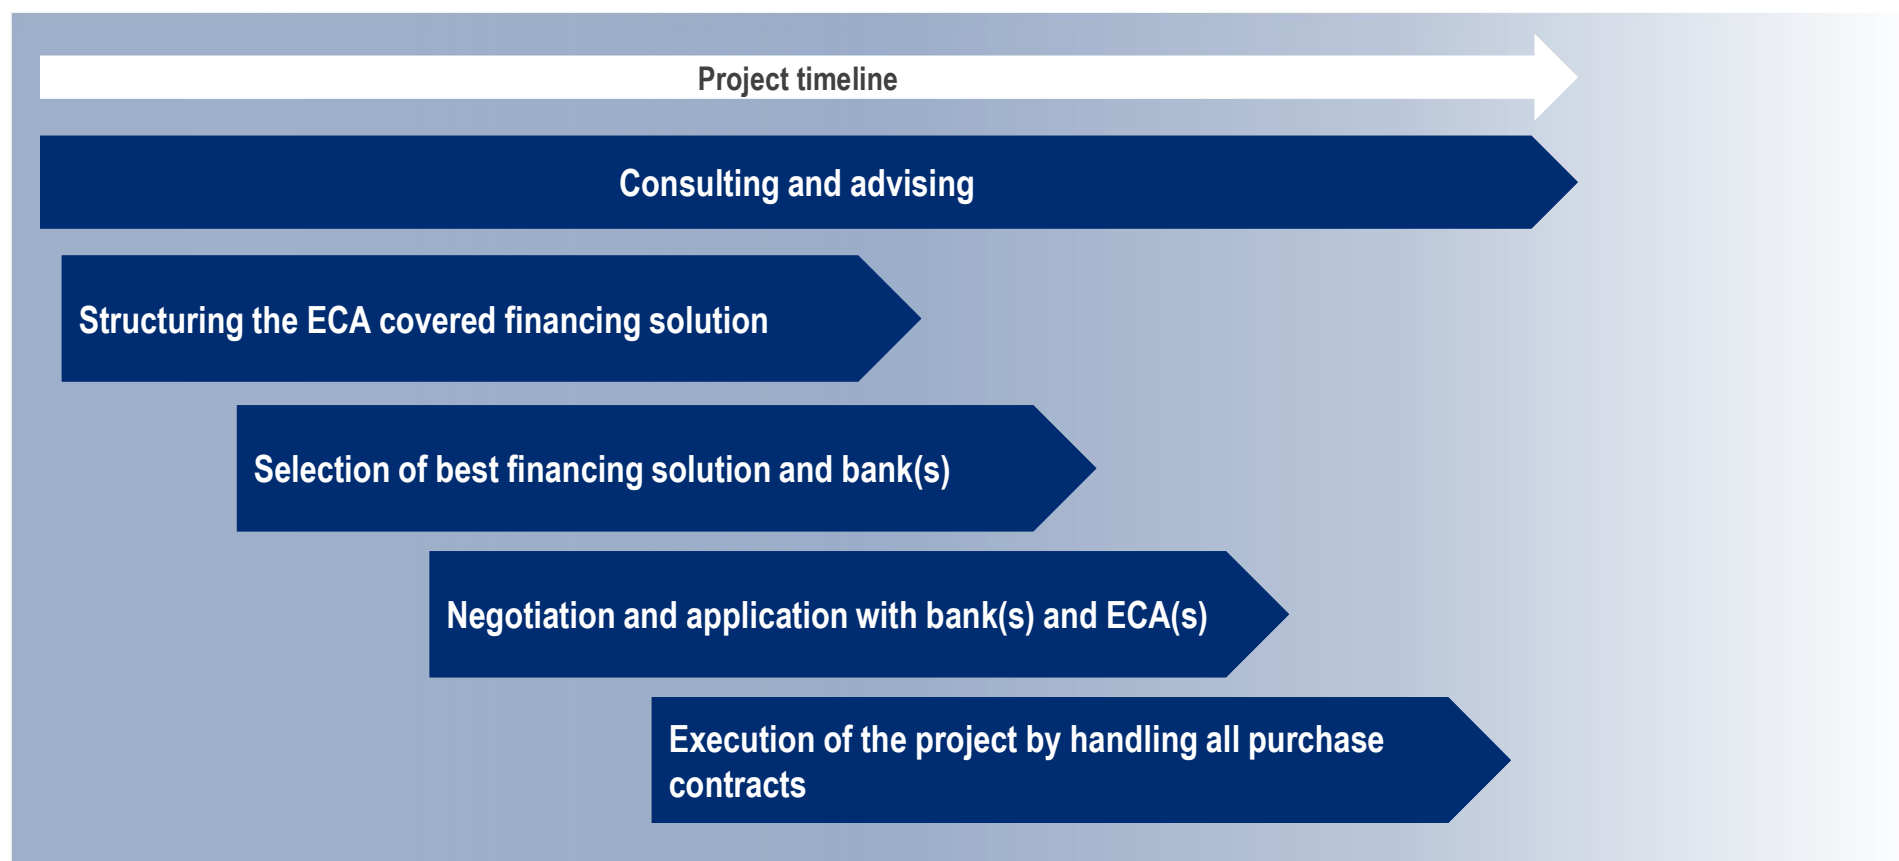 Project timeline
Consulting and advising
Structuring the ECA covered financing solution
Selection of best financing solution and bank(s)
Negotiation and application with bank(s) and ECA(s)
Execution of the project by handling all purchase
contracts